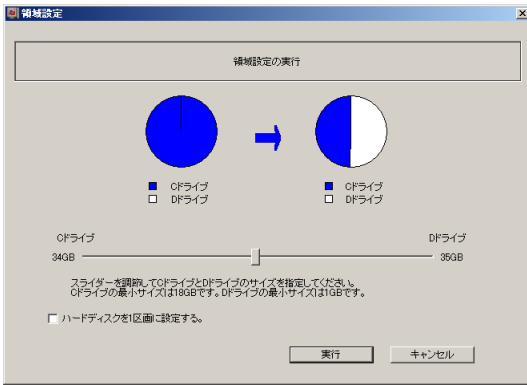 領域設定
領域設定の実行
Cドライブ
Dドライブ
Cドライブ
Dドライブ
Cドライブ
Dドライブ
34GB
35GB
スライダーを調節してCドライブとDドライブのサイズを指定してください。
Cドライブの最小サイズは18GBです。Dドライブの最小サイズは1GBです。
ハードディスクを1区画に設定する。
実行
キャンセル